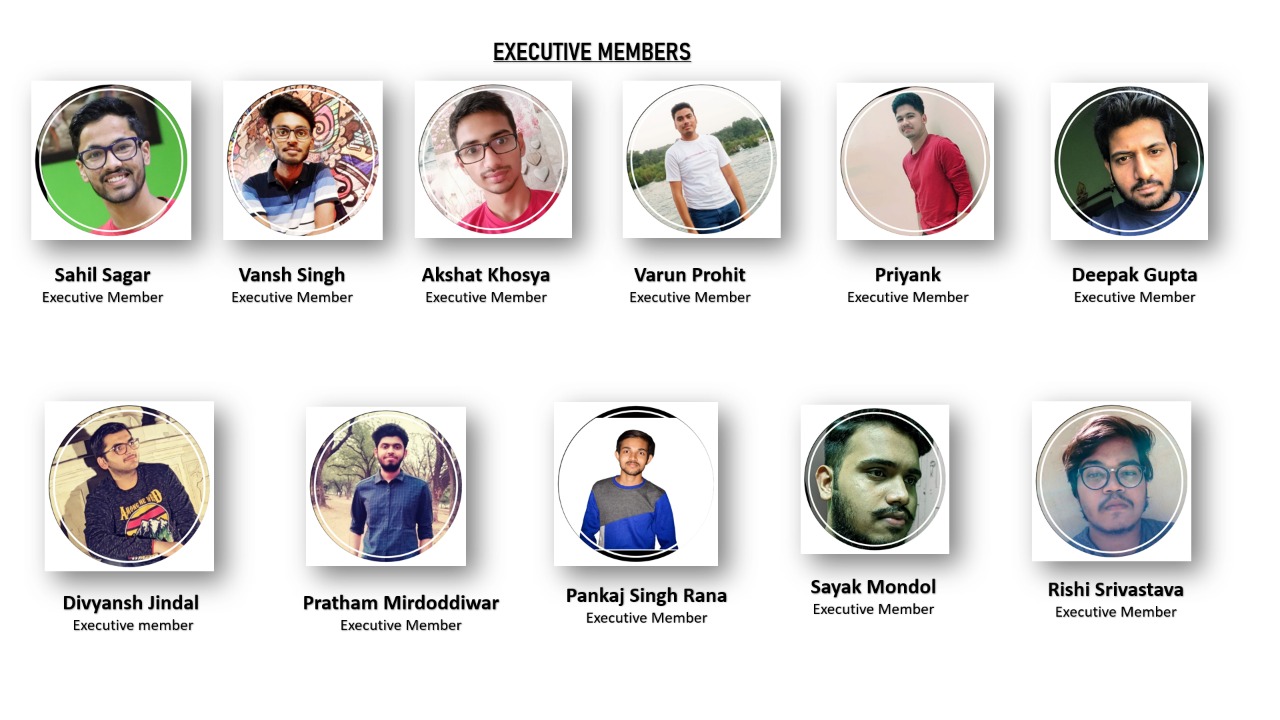 EXECUTIVE MEMBERS
Sahil Sagar
Executive Member
Vansh Singh
Executive Member
Akshat Khosya
Executive Member
Varun Prohit
Executive Member
Priyank
Executive Member
Deepak Gupta
Executive Member
Divyansh Jindal
Executive member
Pratham Mirdoddiwar
Executive Member
Pankaj Singh Rana
Executive Member
Sayak Mondol
Executive Member
Rishi Srivastava
Executive Member